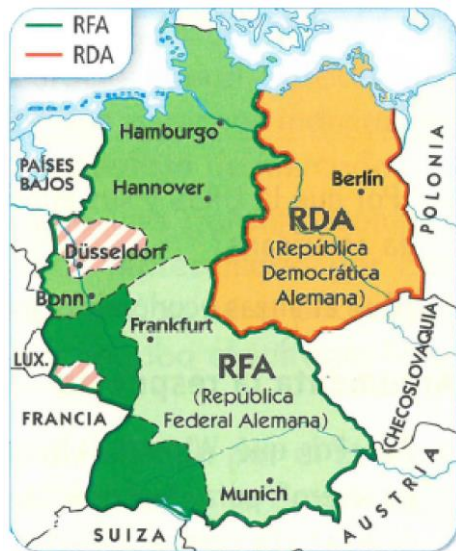 RFA
RDA
Hamburgo
PAÍSES
BAJOS
Hannover
Berlín
POLONIA
RDA
(República
Democrática
Alemana)
Düsseldorf
Bonn
Frankfurt
LUX.
RFA
(República
Federal Alemana)
CHECOSLOVAQUIA
FRANCIA
Munich
AUSTRIA
SUIZA